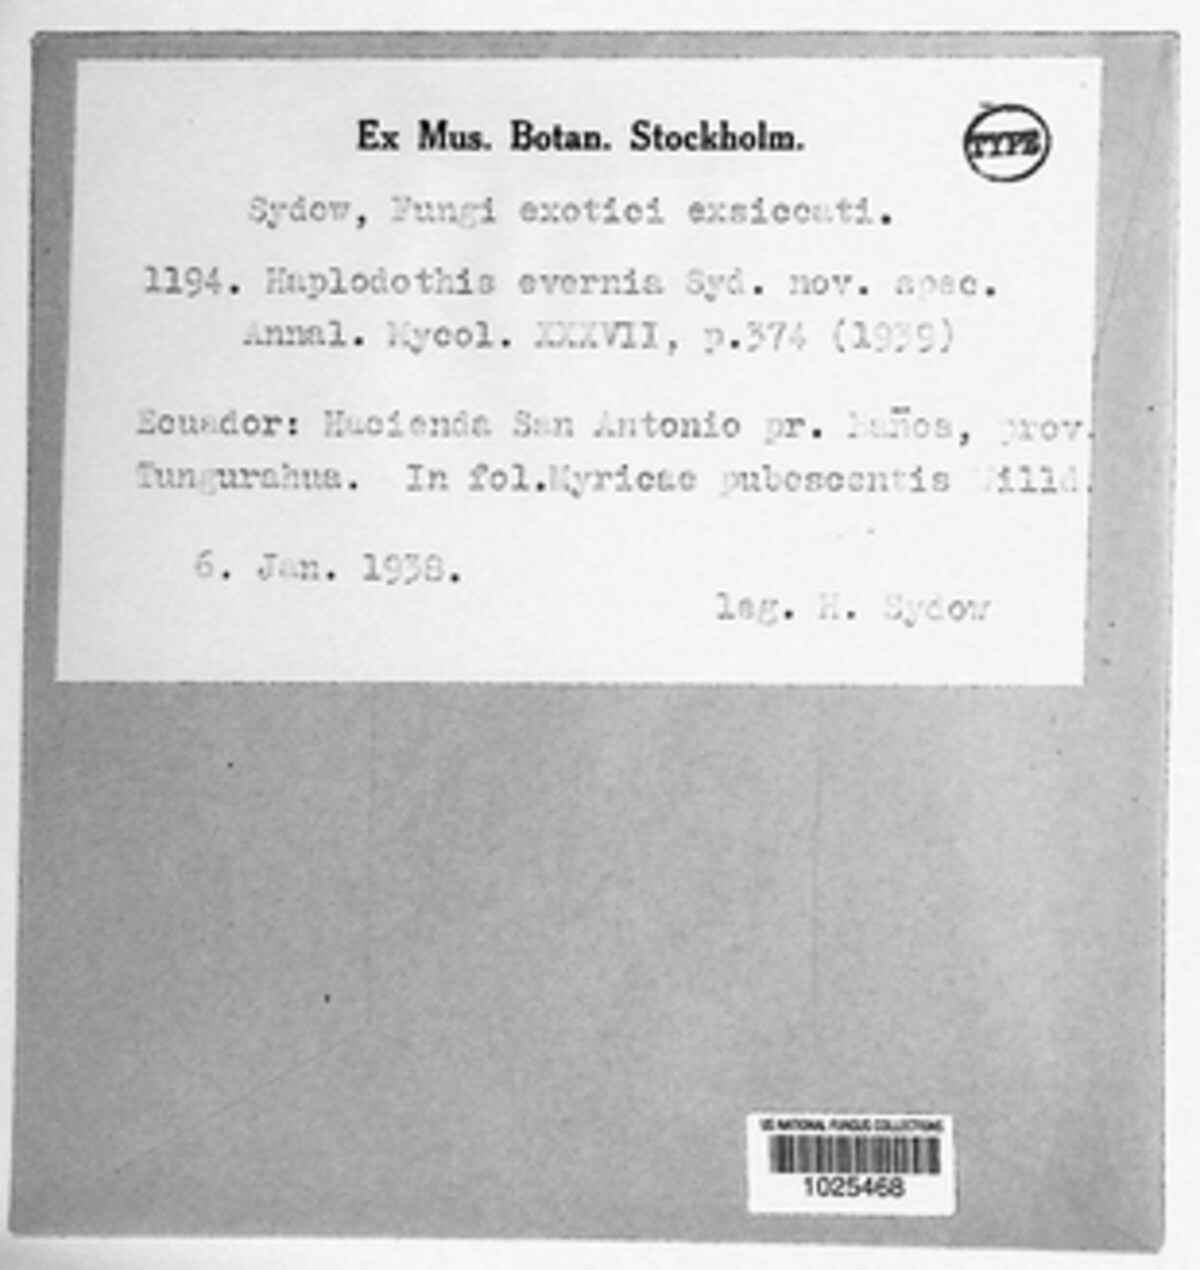 Ex Mus. Botan. Stockholm.
TYPE
Sydow, Fungi exotici exsiccati.
1194. Haplodothis evernia Syd. nov. spec.
Annal. Mycol. XXXVII, p.374 (1939)
Ecuador: Hacienda San Antonio pr. Baños, prov.
Tungurahua. In fol.Myricae pubescentis Willd.
6. Jan. 1938.
leg. H. Sydow
US NATIONAL FUNGUS COLLECTIONS
1025468